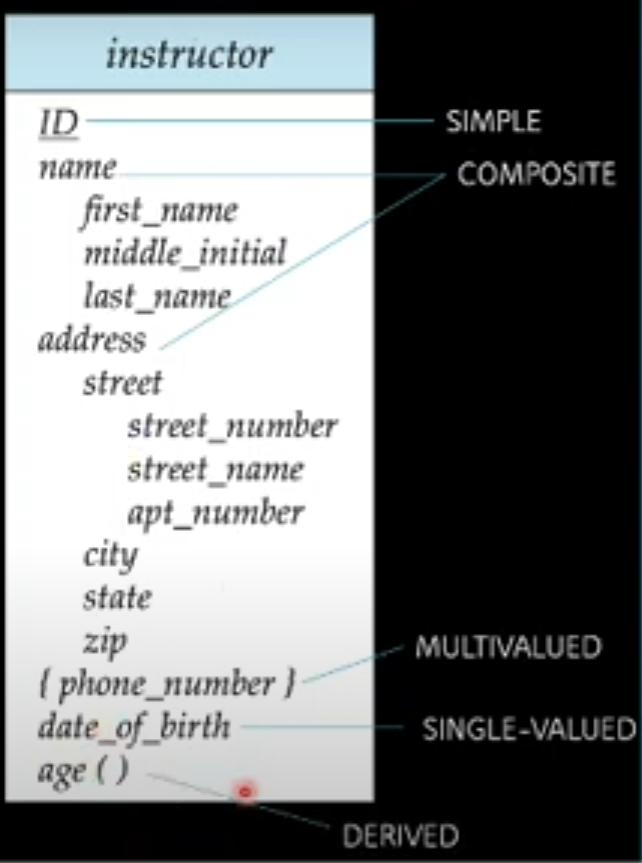 instructor
ID SIMPLE
name COMPOSITE
first_name
middle_initial
last_name
address
street
street_number
street_name
apt_number
city
state
zip
{ phone_number } MULTIVALUED
date_of_birth SINGLE-VALUED
age ( )
DERIVED